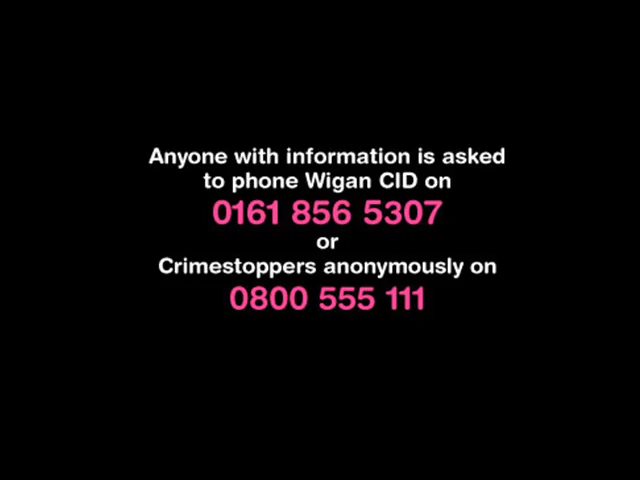 Anyone with information is asked
to phone Wigan CID on
0161 856 5307
or
Crimestoppers anonymously on
0800 555 111